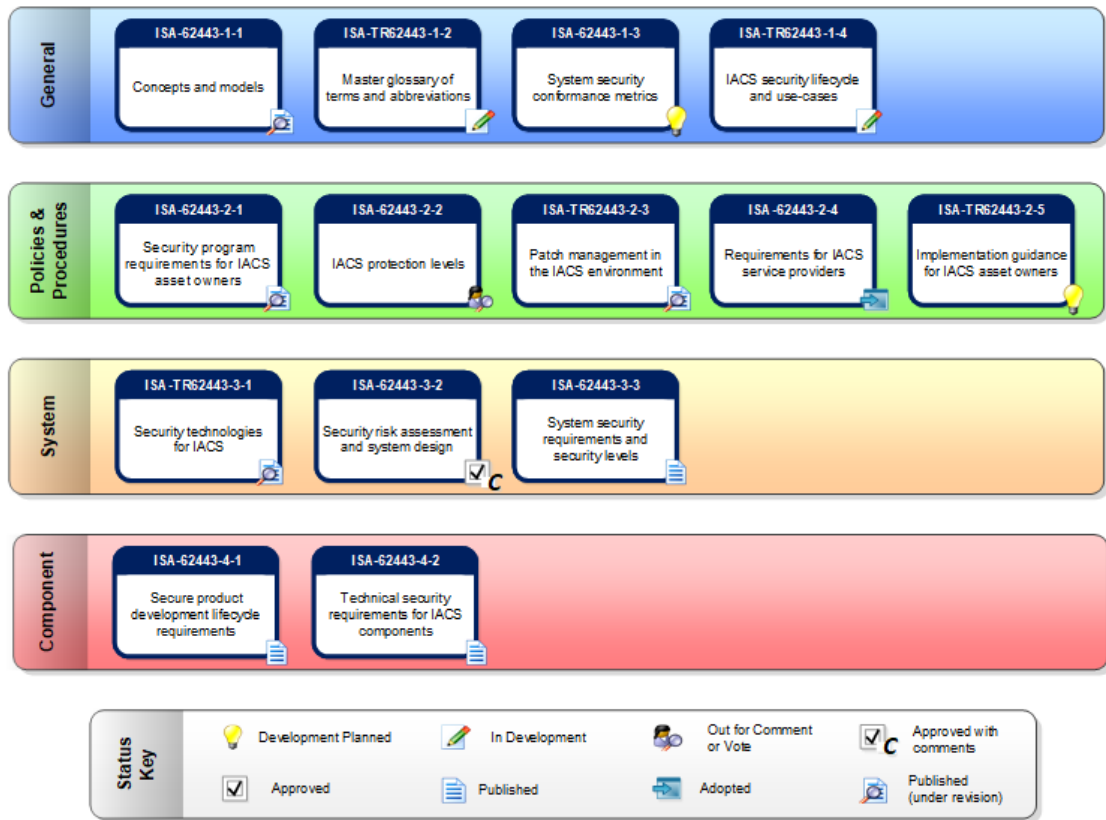 General
ISA-62443-1-1
Concepts and models
ISA-TR62443-1-2
Master glossary of
terms and abbreviations
ISA-62443-1-3
System security
conformance metrics
ISA-TR62443-1-4
IACS security lifecycle
and use-cases
Policies &
Procedures
ISA-62443-2-1
Security program
requirements for IACS
asset owners
ISA-62443-2-2
IACS protection levels
ISA-TR62443-2-3
Patch management in
the IACS environment
ISA-62443-2-4
Requirements for IACS
service providers
ISA-TR62443-2-5
Implementation guidance
for IACS asset owners
System
ISA-TR62443-3-1
Security technologies
for IACS
ISA-62443-3-2
Security risk assessment
and system design
C
ISA-62443-3-3
System security
requirements and
security levels
Component
ISA-62443-4-1
Secure product
development lifecycle
requirements
ISA-62443-4-2
Technical security
requirements for IACS
components
Status
Key
Development Planned
In Development
Out for Comment
or Vote
C
Approved with
comments
Approved
Published
Adopted
Published
(under revision)